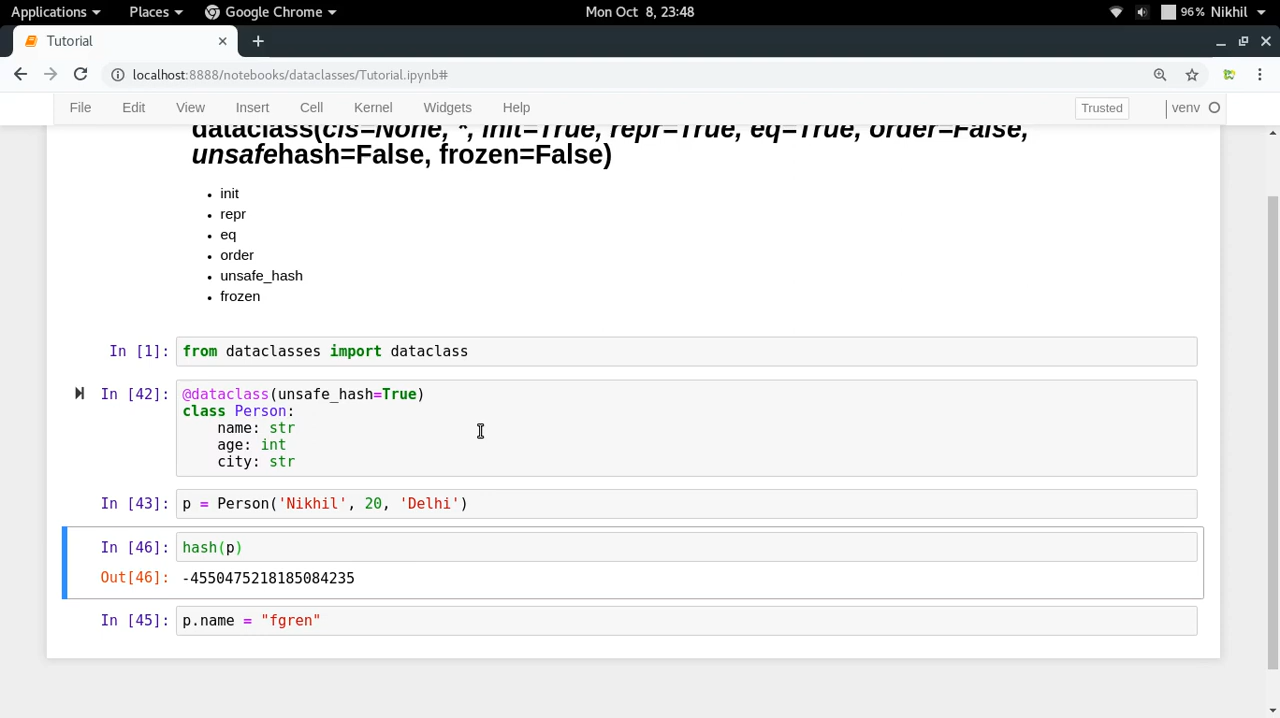 Applications Places Google Chrome Mon Oct 8, 23:48 96% Nikhil
Tutorial
localhost:8888/notebooks/dataclasses/Tutorial.ipynb#
File Edit View Insert Cell Kernel Widgets Help Trusted venv
dataclass(cls=None, *, init=True, repr=True, eq=True, order=False,
unsafehash=False, frozen=False)
• init
• repr
• eq
• order
• unsafe_hash
• frozen
In [1]: from dataclasses import dataclass
In [42]: @dataclass(unsafe_hash=True)
class Person:
    name: str
    age: int
    city: str
In [43]: p = Person('Nikhil', 20, 'Delhi')
In [46]: hash(p)
Out[46]: -4550475218185084235
In [45]: p.name = "fgren"